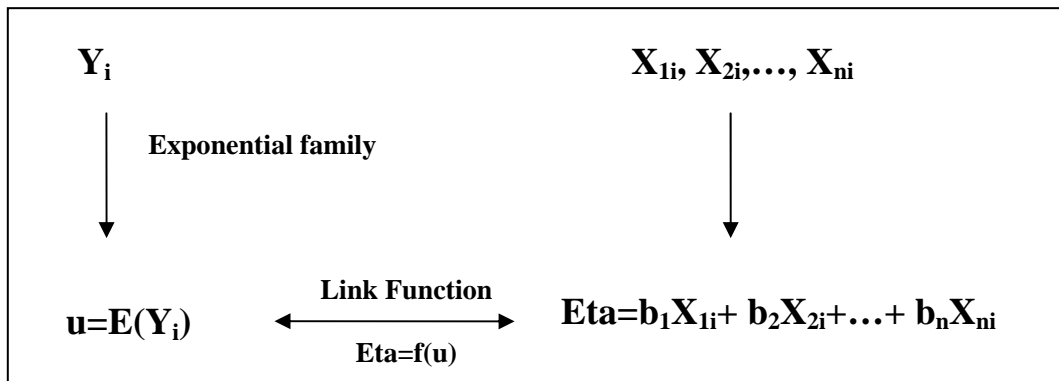 Yi X1i, X2i,…, Xni
Exponential family
Link Function
u=E(Yi) Eta=b1X1i+ b2X2i+…+ bnXni
Eta=f(u)